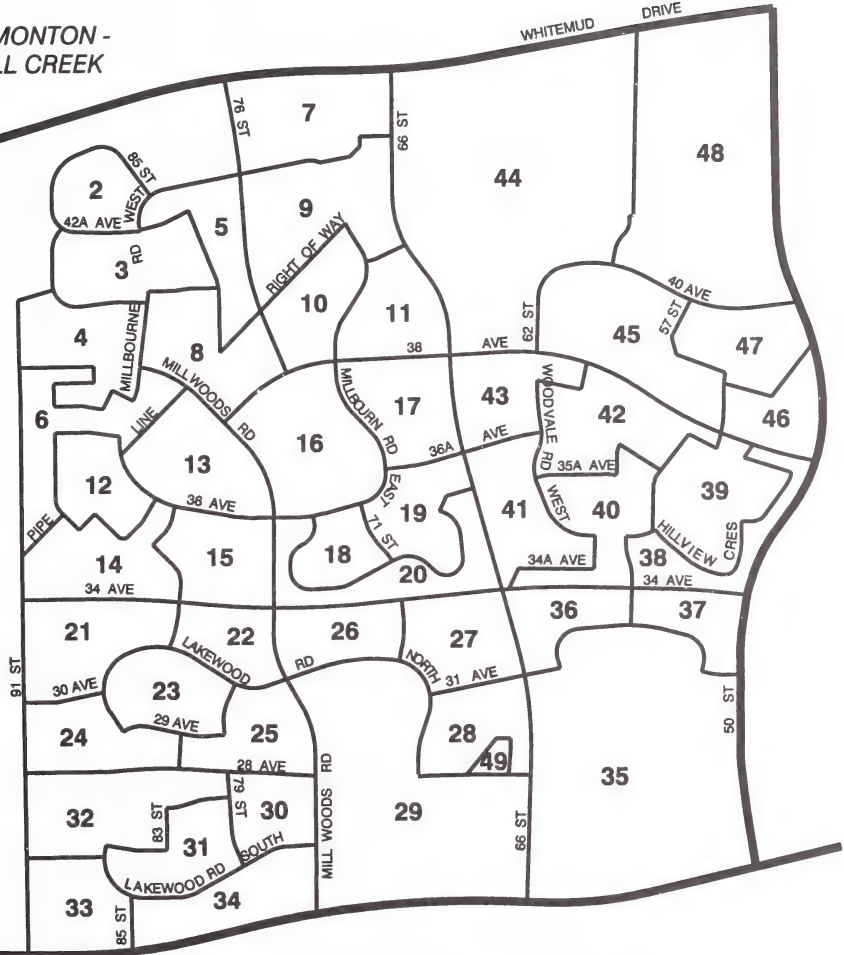 MONTON -
LL CREEK
WHITEMUD DRIVE
7
76 ST
66 ST
48
44
2
85 ST
WEST
42A AVE
5
9
3
RD
RIGHT OF WAY
10
11
40 AVE
62 ST
57 ST
45
47
4
MILLBOURNE
8
38 AVE
MILLWOODS RD
MILLBOURN RD
17
43
WOODVALE RD
42
46
6
LINE
16
36A AVE
13
35A AVE
12
36 AVE
EAST
71 ST
19
41
WEST
40
39
HILLVIEW CRES
PIPE
14
15
18
20
34A AVE
38
34 AVE
34 AVE
21
22
26
27
36
37
LAKEWOOD RD
NORTH
31 AVE
91 ST
30 AVE
23
29 AVE
50 ST
24
25
28
49
28 AVE
35
32
83 ST
79 ST
30
MILL WOODS RD
29
66 ST
31
SOUTH
LAKEWOOD RD
33
85 ST
34